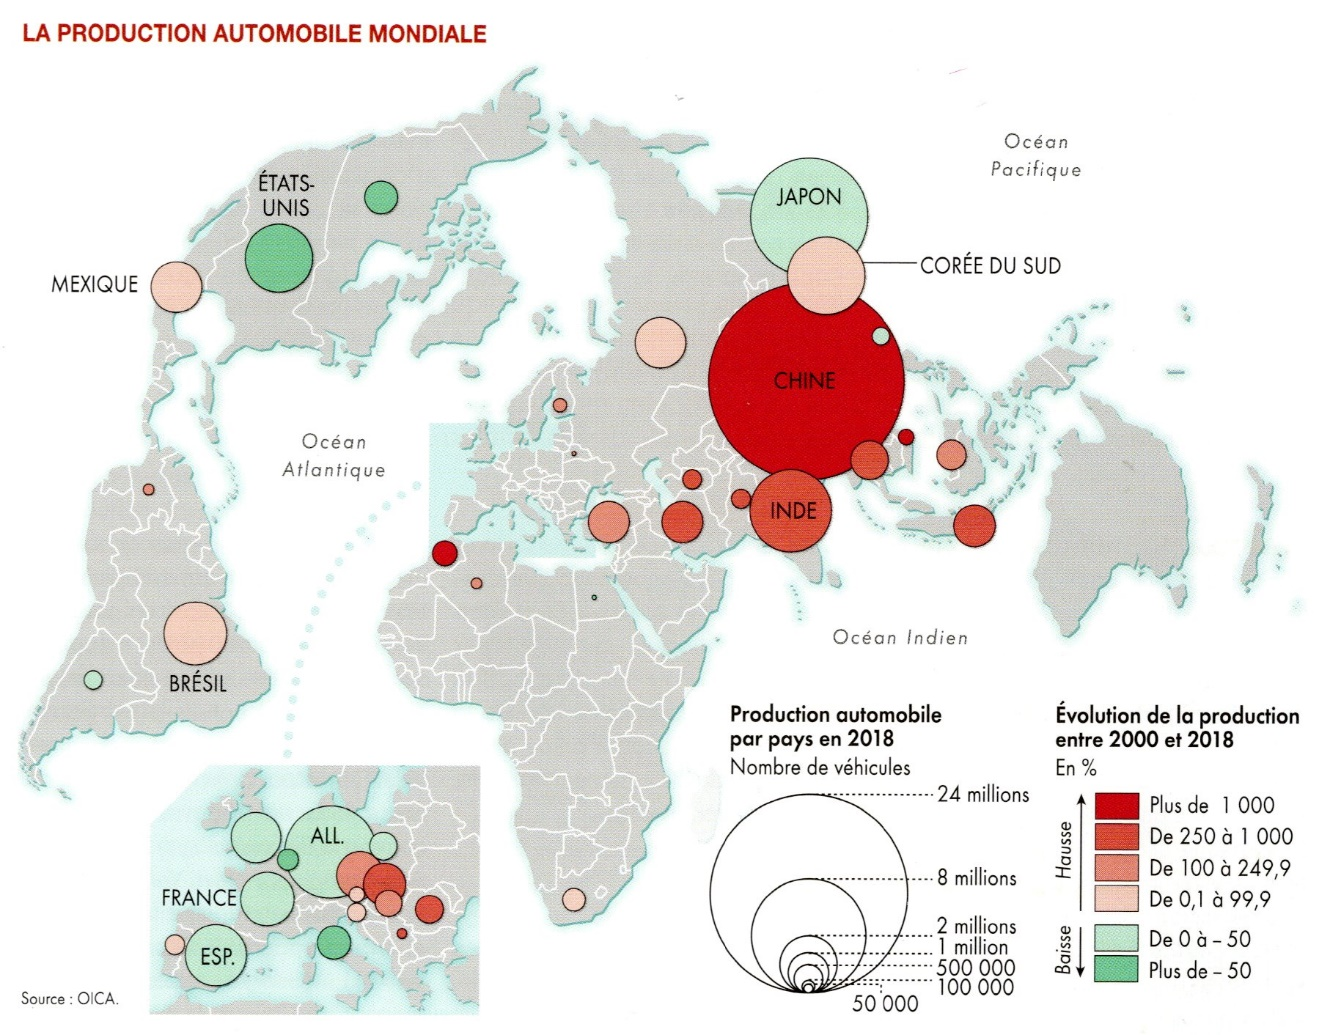 LA PRODUCTION AUTOMOBILE MONDIALE
Océan
Pacifique
ÉTATS-
UNIS
JAPON
MEXIQUE
CORÉE DU SUD
CHINE
Océan
Atlantique
INDE
Océan Indien
BRÉSIL
ALL.
FRANCE
ESP.
Source : OICA.
Production automobile
par pays en 2018
Nombre de véhicules
24 millions
8 millions
2 millions
1 million
500 000
100 000
50 000
Évolution de la production
entre 2000 et 2018
En %
Hausse
Plus de 1 000
De 250 à 1 000
De 100 à 249,9
De 0,1 à 99,9
Baisse
De 0 à – 50
Plus de – 50